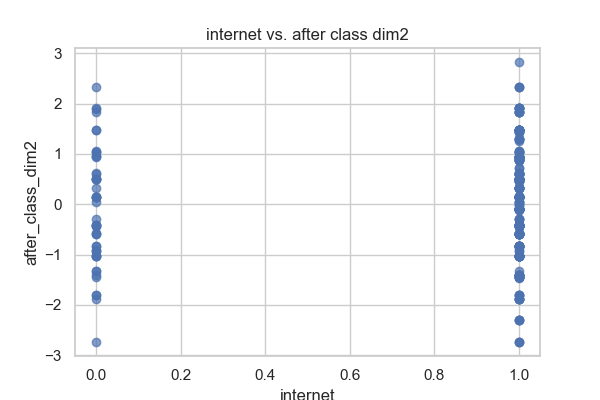 internet vs. after class dim2
3
2
1
0
−1
−2
−3
after_class_dim2
0.0 0.2 0.4 0.6 0.8 1.0
internet